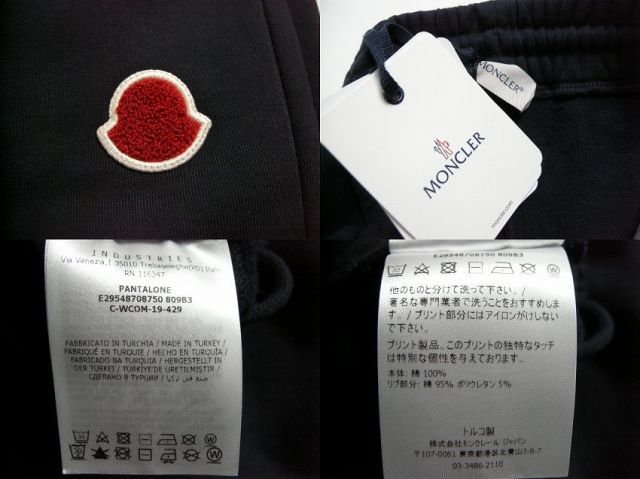 MONCLER
moncler.com
MONCLER®
INDUSTRIES
Via Venezia,1 35010 Trebaseleghe(PD) Italy
RN 116347
PANTALONE
E29548708750 809B3
C-WCOM-19-429
FABBRICATO IN TURCHIA / MADE IN TURKEY /
FABRIQUÉ EN TURQUIE / HECHO EN TURQUÍA /
FABRICADO NA TURQUIA / HERGESTELLT IN
DER TÜRKEI / TÜRKIYE'DE URETILMISTIR /
СДЕЛАНО В ТУРЦИИ / صنع في تركيا
E29548708750 809B3
他のものと分けて洗って下さい。/
著名な専門業者で洗うことをおすすめしま
す。/ プリント部分にはアイロンがけしない
で下さい。
プリント製品。このプリントの独特なタッチ
は特別な個性を与えております.
本体: 綿 100%
リブ部分: 綿 95% ポリウレタン 5%
トルコ製
株式会社モンクレール ジャパン
〒107-0061 東京都港区北青山3-6-7
03-3486-2110